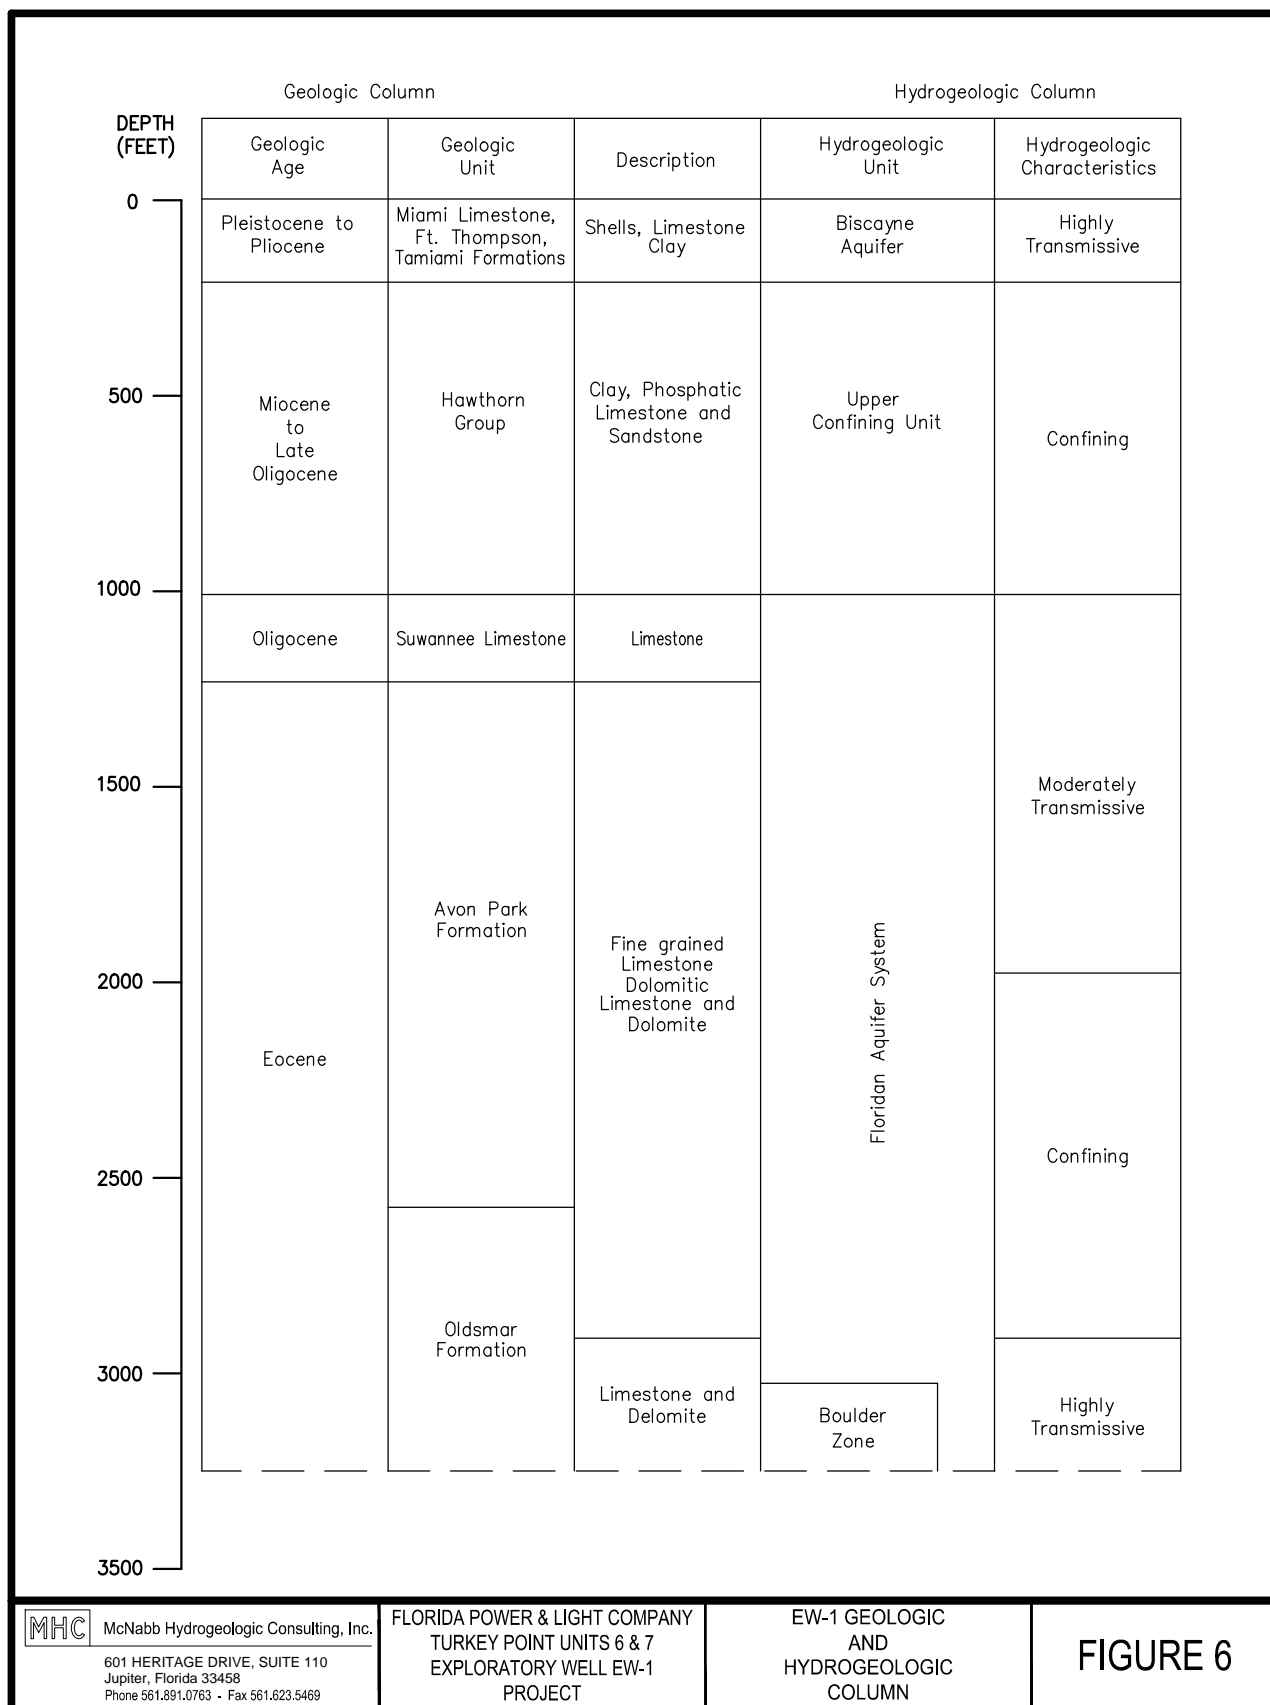 Geologic Column
Hydrogeologic Column
DEPTH
(FEET)
Geologic
Age
Geologic
Unit
Description
Hydrogeologic
Unit
Hydrogeologic
Characteristics
0
Pleistocene to
Pliocene
Miami Limestone,
Ft. Thompson,
Tamiami Formations
Shells, Limestone
Clay
Biscayne
Aquifer
Highly
Transmissive
500
Miocene
to
Late
Oligocene
Hawthorn
Group
Clay, Phosphatic
Limestone and
Sandstone
Upper
Confining Unit
Confining
1000
Oligocene
Suwannee Limestone
Limestone
1500
Moderately
Transmissive
Avon Park
Formation
Fine grained
Limestone
Dolomitic
Limestone and
Dolomite
Floridan Aquifer System
2000
Eocene
Confining
2500
Oldsmar
Formation
3000
Limestone and
Delomite
Boulder
Zone
Highly
Transmissive
3500
MHC
McNabb Hydrogeologic Consulting, Inc.
601 HERITAGE DRIVE, SUITE 110
Jupiter, Florida 33458
Phone 561.891.0763 - Fax 561.623.5469
FLORIDA POWER & LIGHT COMPANY
TURKEY POINT UNITS 6 & 7
EXPLORATORY WELL EW-1
PROJECT
EW-1 GEOLOGIC
AND
HYDROGEOLOGIC
COLUMN
FIGURE 6